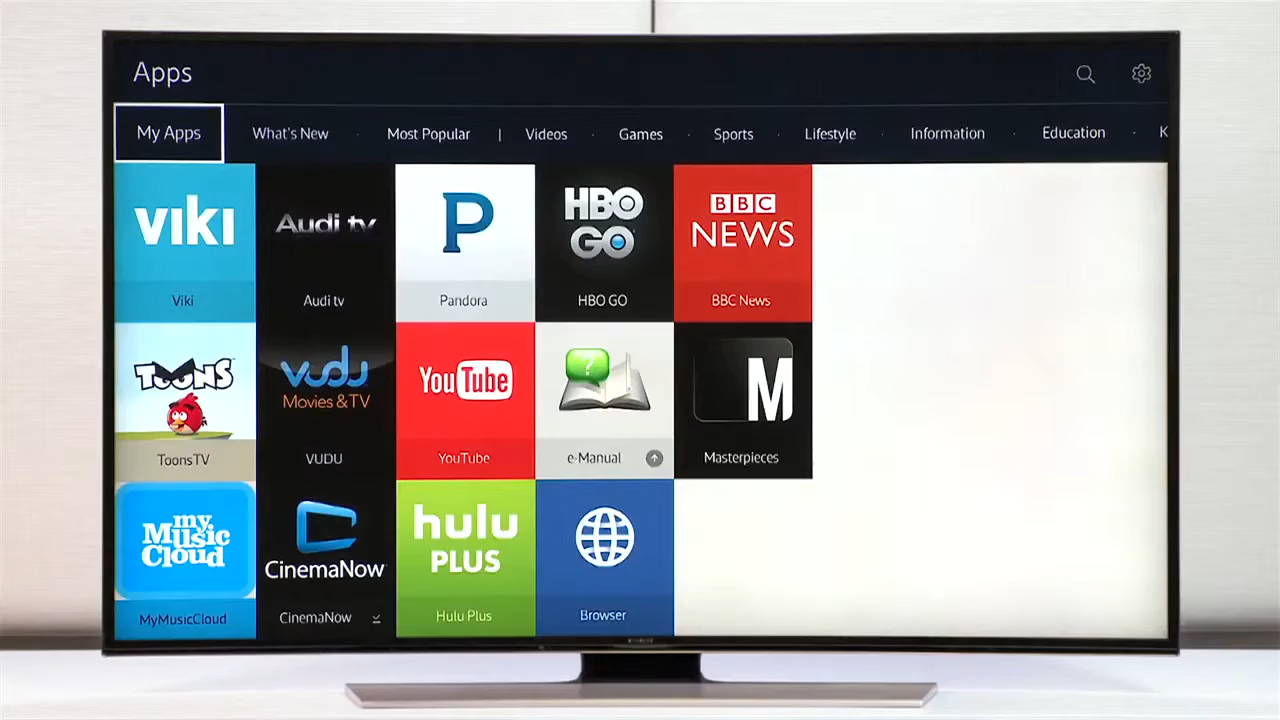 Apps
My Apps
What's New · Most Popular | Videos · Games · Sports · Lifestyle · Information · Education · K
viki
Viki
Audi tv
Audi tv
P
Pandora
HBO
GO
HBO GO
BBC
NEWS
BBC News
TOONS
ToonsTV
vudu
Movies & TV
VUDU
YouTube
YouTube
?
e-Manual
M
Masterpieces
my
Music
Cloud
MyMusicCloud
CinemaNow
CinemaNow
hulu
PLUS
Hulu Plus
Browser